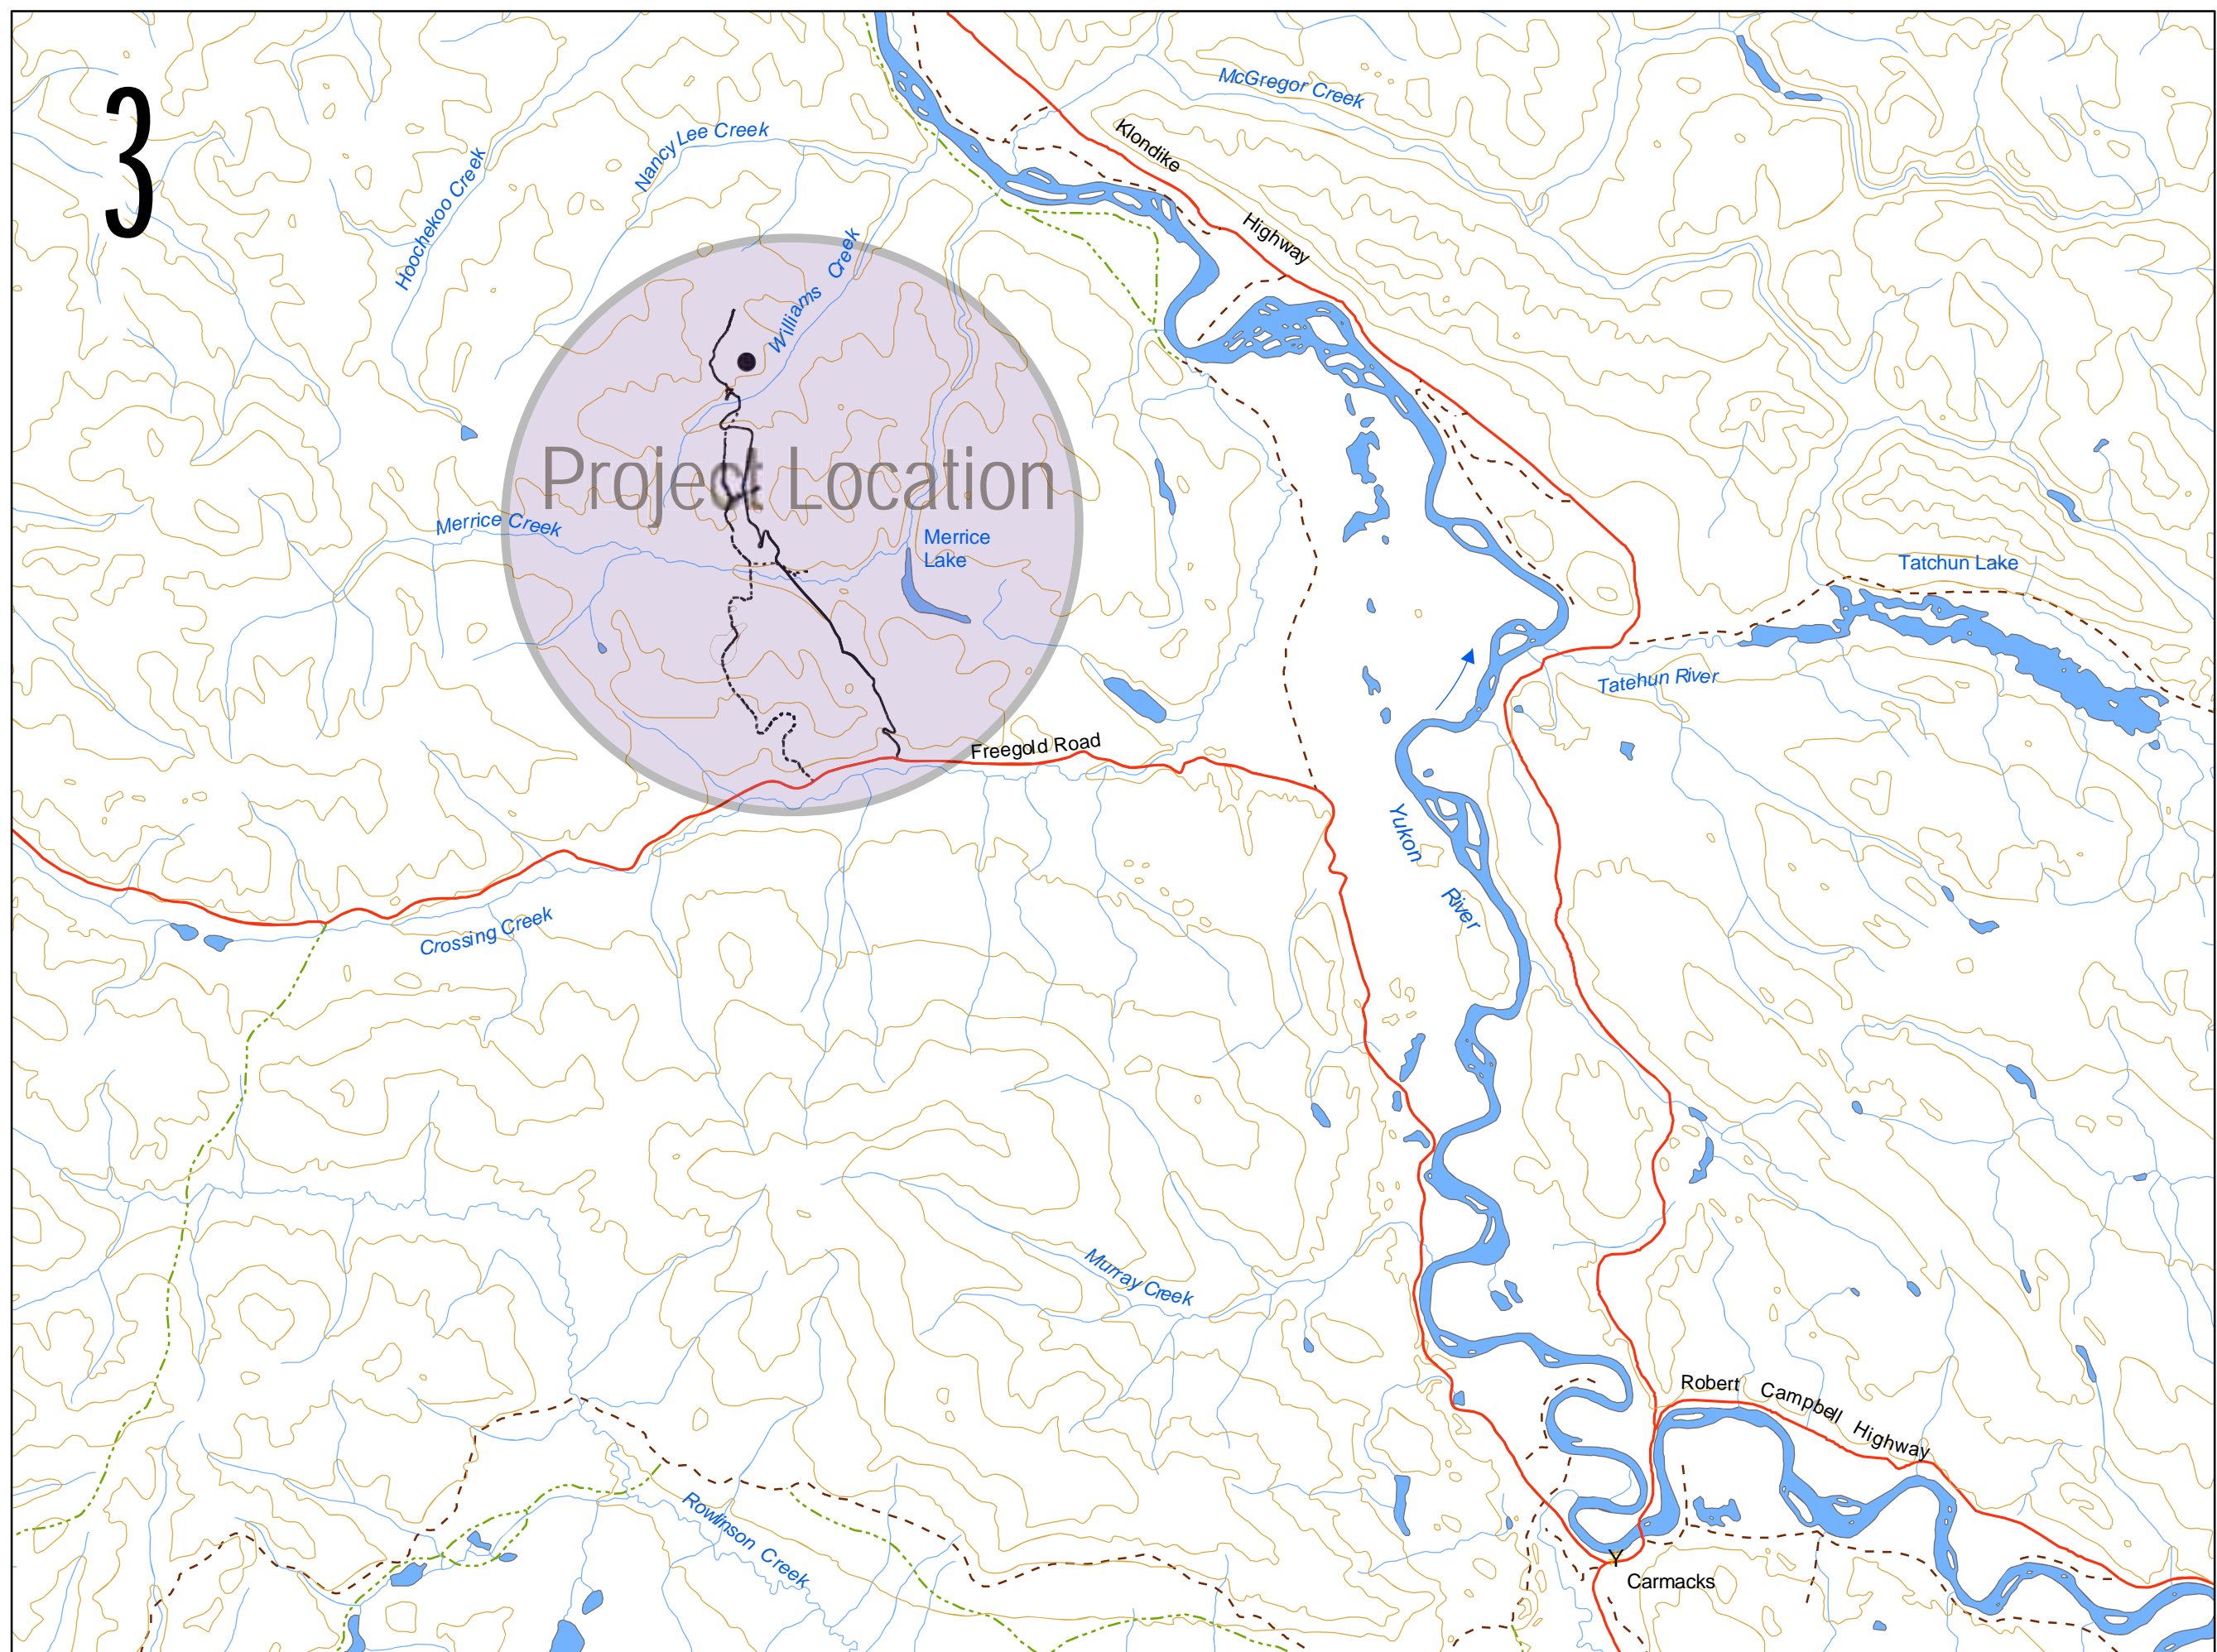 3
McGregor Creek
Klondike
Highway
Nancy Lee Creek
Hoochekoo Creek
Williams Creek
Project Location
Merrice Creek
Merrice
Lake
Tatchun Lake
Tatehun River
Freegold Road
Yukon
River
Crossing Creek
Murray Creek
Robert Campbell Highway
Rowlinson Creek
Y
Carmacks